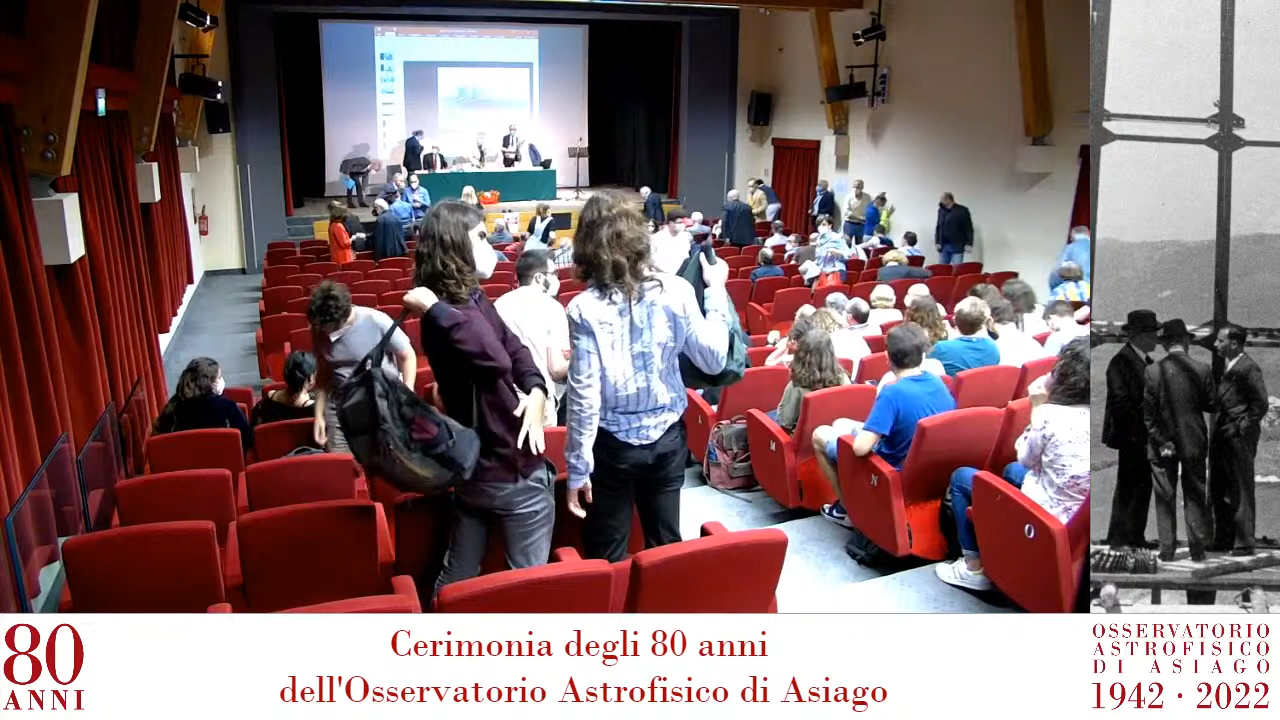 N
O
80
ANNI
Cerimonia degli 80 anni
dell'Osservatorio Astrofisico di Asiago
OSSERVATORIO
ASTROFISICO
DI ASIAGO
1942 · 2022